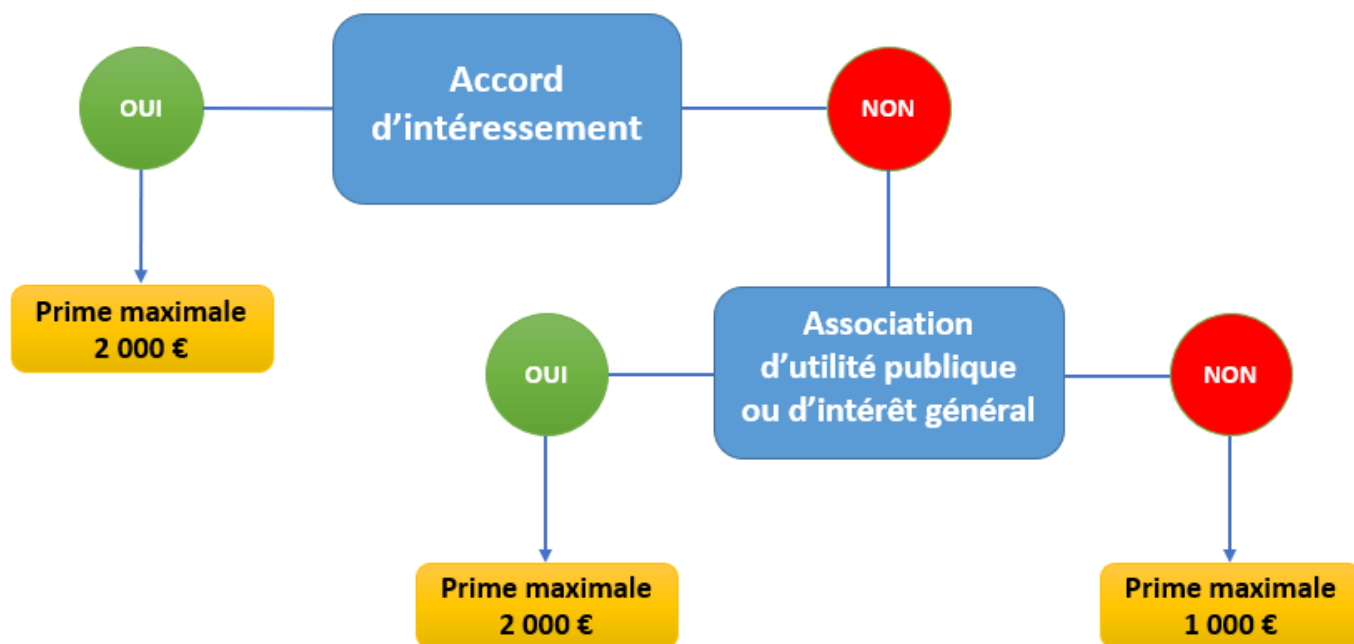 OUI
Accord
d'intéressement
NON
Prime maximale
2 000 €
OUI
Association
d'utilité publique
ou d'intérêt général
NON
Prime maximale
2 000 €
Prime maximale
1 000 €